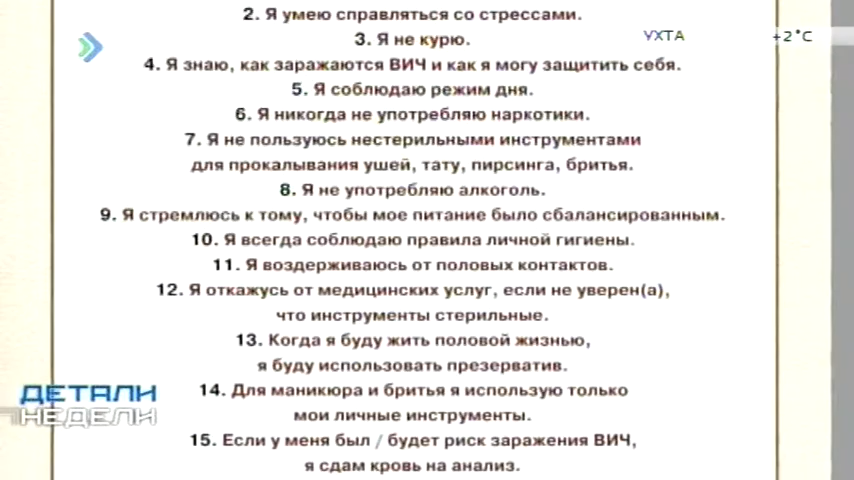 2. Я умею справляться со стрессами.
УХТА
+2°C
3. Я не курю.
4. Я знаю, как заражаются ВИЧ и как я могу защитить себя.
5. Я соблюдаю режим дня.
6. Я никогда не употребляю наркотики.
7. Я не пользуюсь нестерильными инструментами
для прокалывания ушей, тату, пирсинга, бритья.
8. Я не употребляю алкоголь.
9. Я стремлюсь к тому, чтобы мое питание было сбалансированным.
10. Я всегда соблюдаю правила личной гигиены.
11. Я воздерживаюсь от половых контактов.
12. Я откажусь от медицинских услуг, если не уверен(а),
что инструменты стерильные.
13. Когда я буду жить половой жизнью,
я буду использовать презерватив.
14. Для маникюра и бритья я использую только
мои личные инструменты.
15. Если у меня был / будет риск заражения ВИЧ,
я сдам кровь на анализ.
ДЕТАЛИ
НЕДЕЛИ